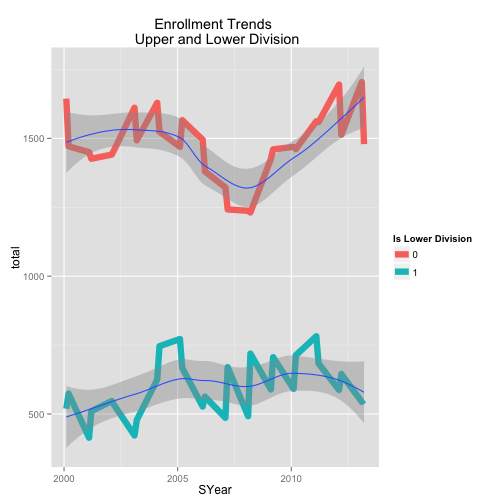 Enrollment Trends
Upper and Lower Division
1500
1000
500
total
2000 2005 2010
SYear
Is Lower Division
0
1